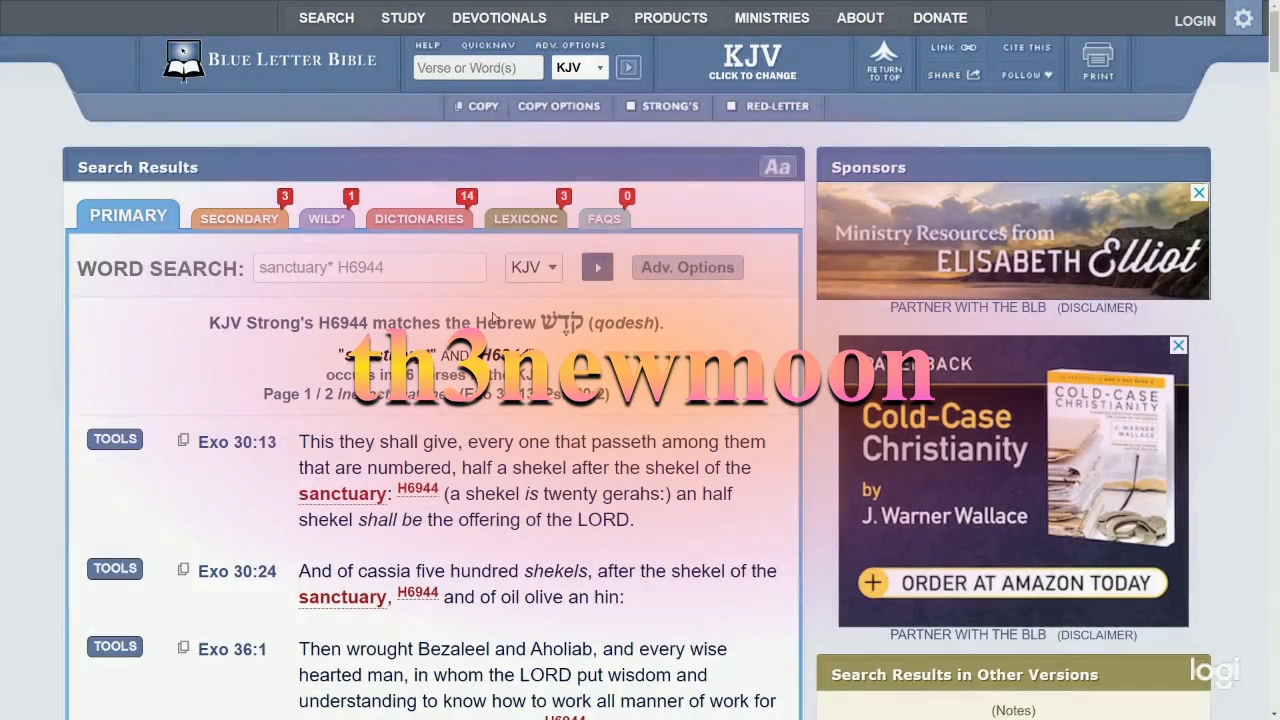 SEARCH STUDY DEVOTIONALS HELP PRODUCTS MINISTRIES ABOUT DONATE LOGIN
BLUE LETTER BIBLE
HELP QUICKNAV ADV. OPTIONS
Verse or Word(s) KJV
KJV
CLICK TO CHANGE
RETURN
TO TOP
LINK CITE THIS
SHARE FOLLOW
PRINT
COPY COPY OPTIONS STRONG'S RED-LETTER
Search Results Aa
3 1 14 3 0
PRIMARY SECONDARY WILD* DICTIONARIES LEXICONC FAQS
WORD SEARCH: sanctuary* H6944 KJV Adv. Options
KJV Strong's H6944 matches the Hebrew קֹדֶשׁ (qodesh).
AND
occurs in
Page 1 / 2
th3newmoon
TOOLS Exo 30:13 This they shall give, every one that passeth among them
that are numbered, half a shekel after the shekel of the
sanctuary: H6944 (a shekel is twenty gerahs:) an half
shekel shall be the offering of the LORD.
TOOLS Exo 30:24 And of cassia five hundred shekels, after the shekel of the
sanctuary, H6944 and of oil olive an hin:
TOOLS Exo 36:1 Then wrought Bezaleel and Aholiab, and every wise
hearted man, in whom the LORD put wisdom and
understanding to know how to work all manner of work for
H6944
Sponsors
Ministry Resources from
ELISABETH Elliot
PARTNER WITH THE BLB (DISCLAIMER)
Cold-Case
Christianity
by
J. Warner Wallace
COLD-CASE
CHRISTIANITY
J. WARNER WALLACE
+ ORDER AT AMAZON TODAY
PARTNER WITH THE BLB (DISCLAIMER)
Search Results in Other Versions
(Notes)
logi